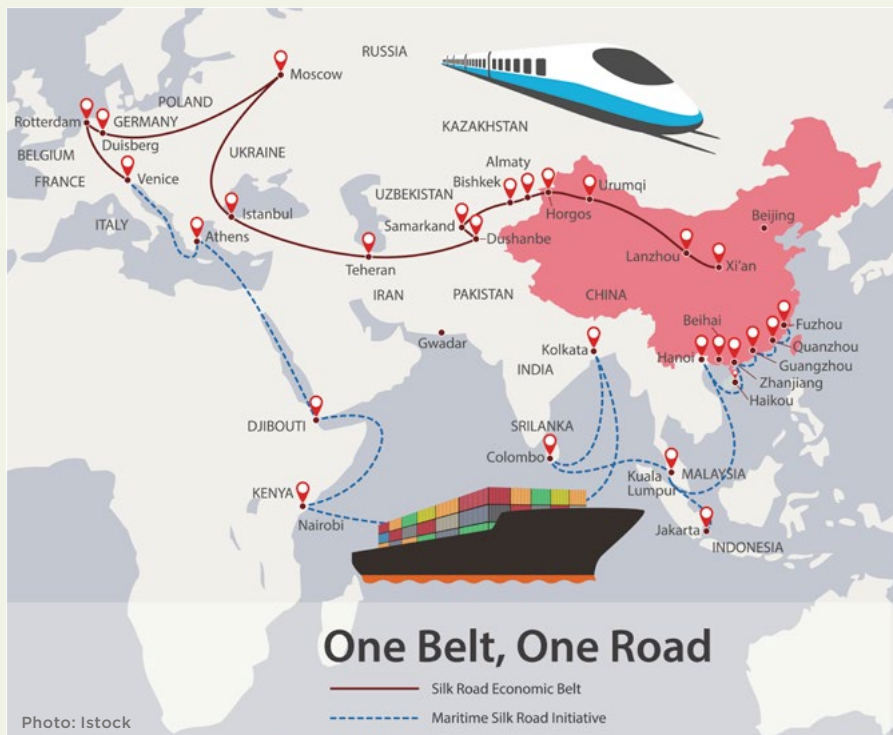 RUSSIA
Moscow
POLAND
Rotterdam
GERMANY
Duisberg
KAZAKHSTAN
BELGIUM
UKRAINE
Almaty
FRANCE
Venice
Bishkek
Urumqi
UZBEKISTAN
Horgos
ITALY
Istanbul
Samarkand
Beijing
Athens
Dushanbe
Lanzhou
Xi'an
Teheran
IRAN
PAKISTAN
CHINA
Beihai
Fuzhou
Gwadar
Kolkata
Hanoi
Quanzhou
INDIA
Guangzhou
Zhanjiang
Haikou
DJIBOUTI
SRILANKA
Colombo
Kuala
Lumpur
MALAYSIA
KENYA
Nairobi
Jakarta
INDONESIA
One Belt, One Road
Silk Road Economic Belt
Maritime Silk Road Initiative
Photo: Istock